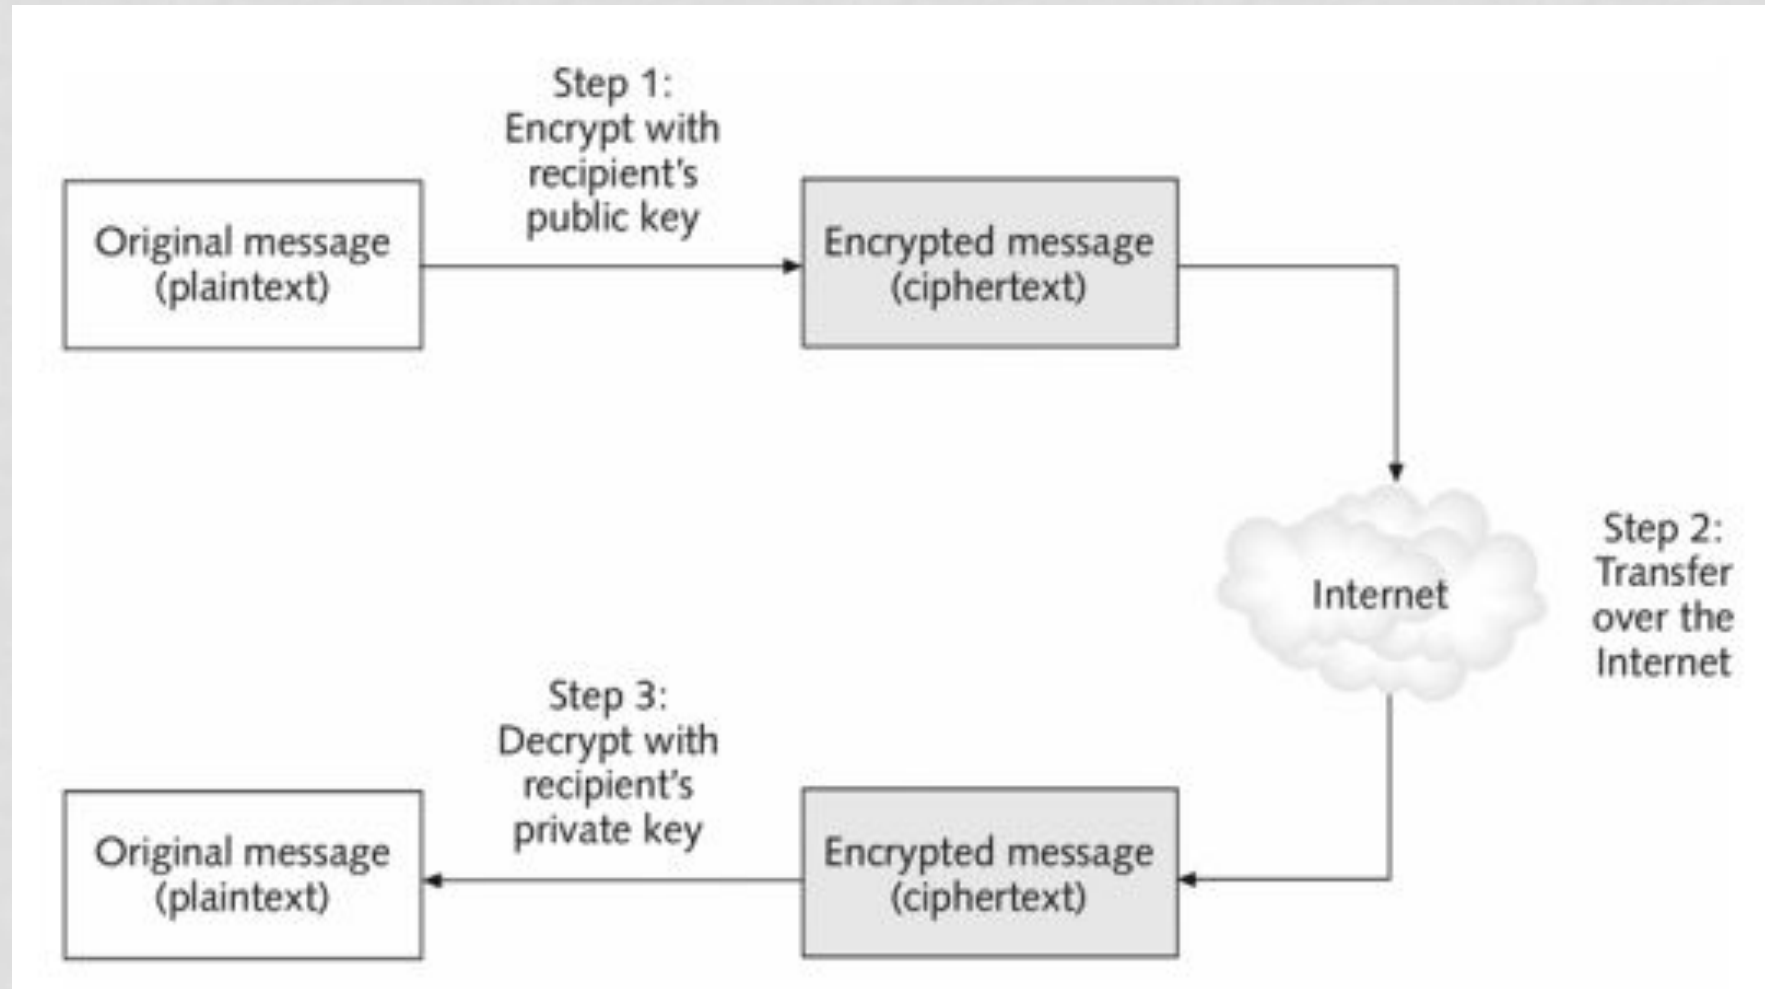 Step 1:
Encrypt with
recipient's
public key
Original message
(plaintext)
Encrypted message
(ciphertext)
Internet
Step 2:
Transfer
over the
Internet
Step 3:
Decrypt with
recipient's
private key
Original message
(plaintext)
Encrypted message
(ciphertext)